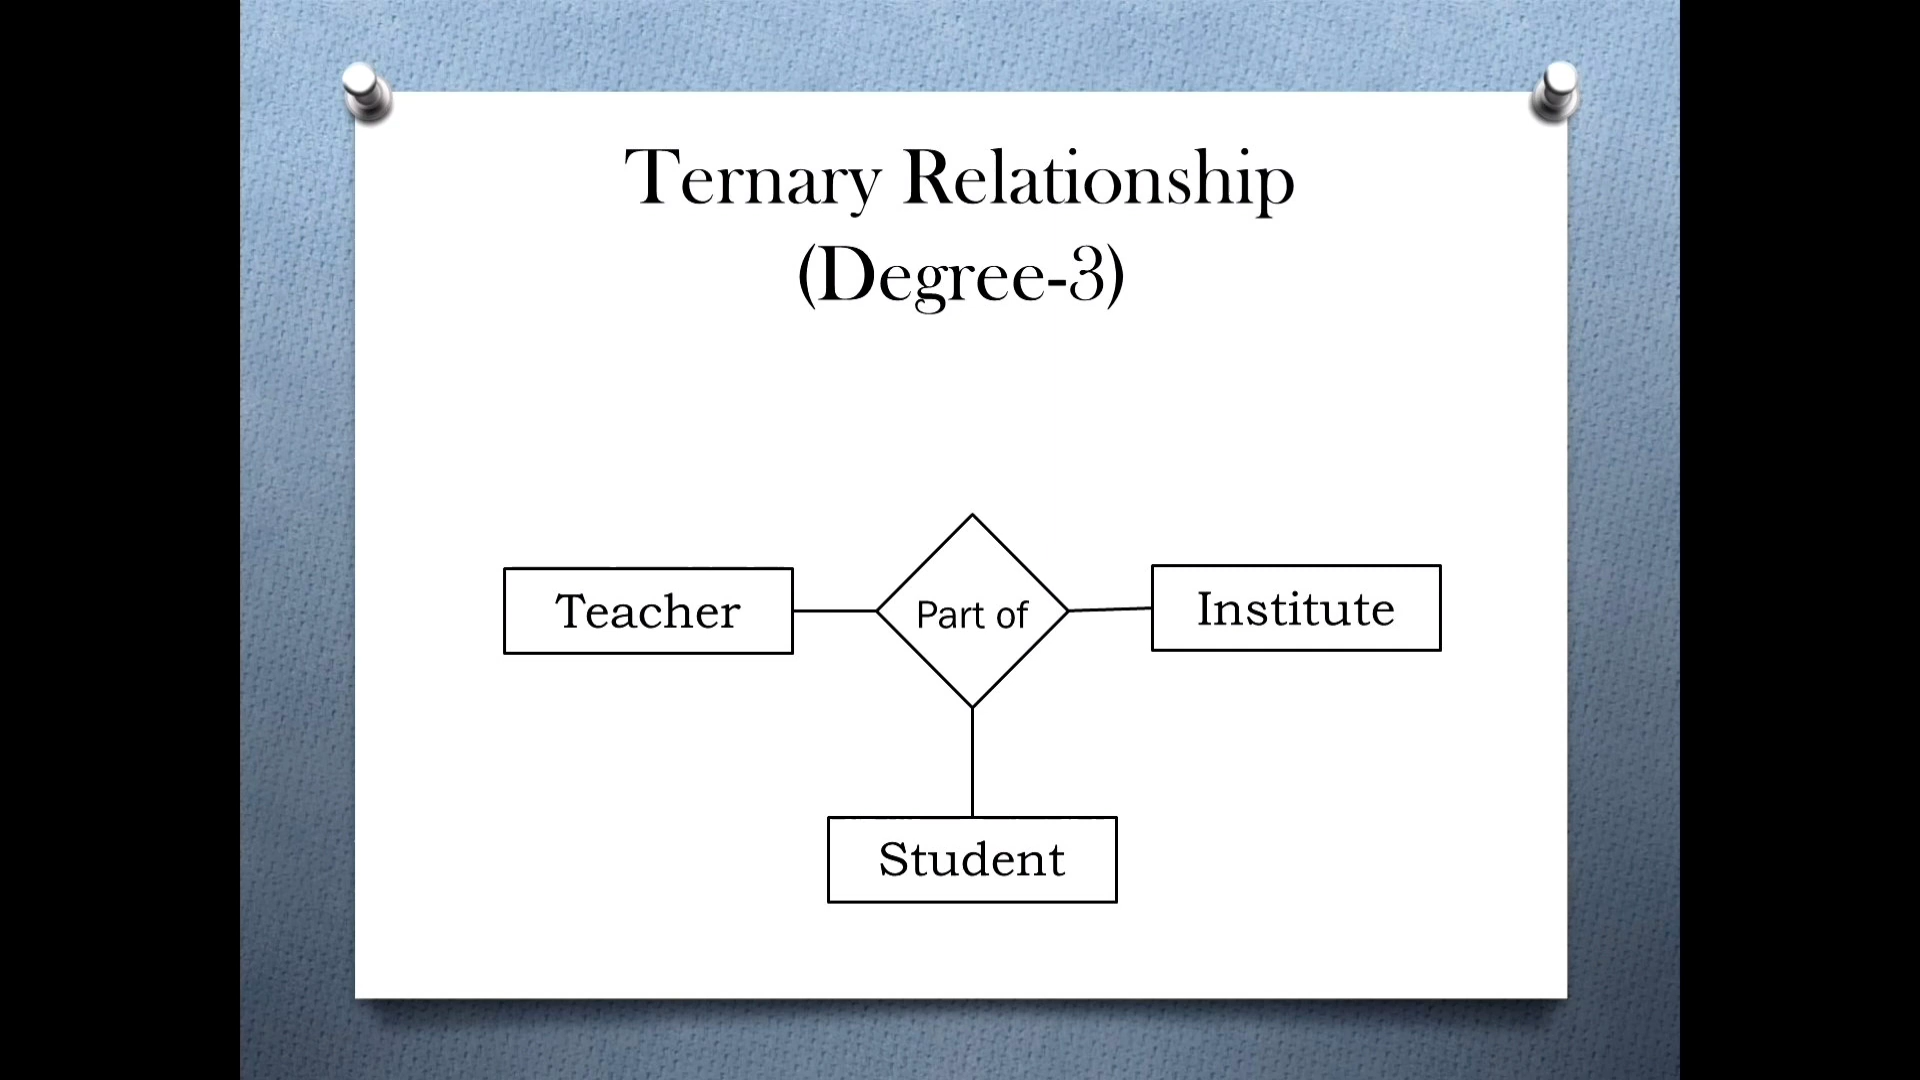 Ternary Relationship
(Degree-3)
Teacher
Part of
Institute
Student